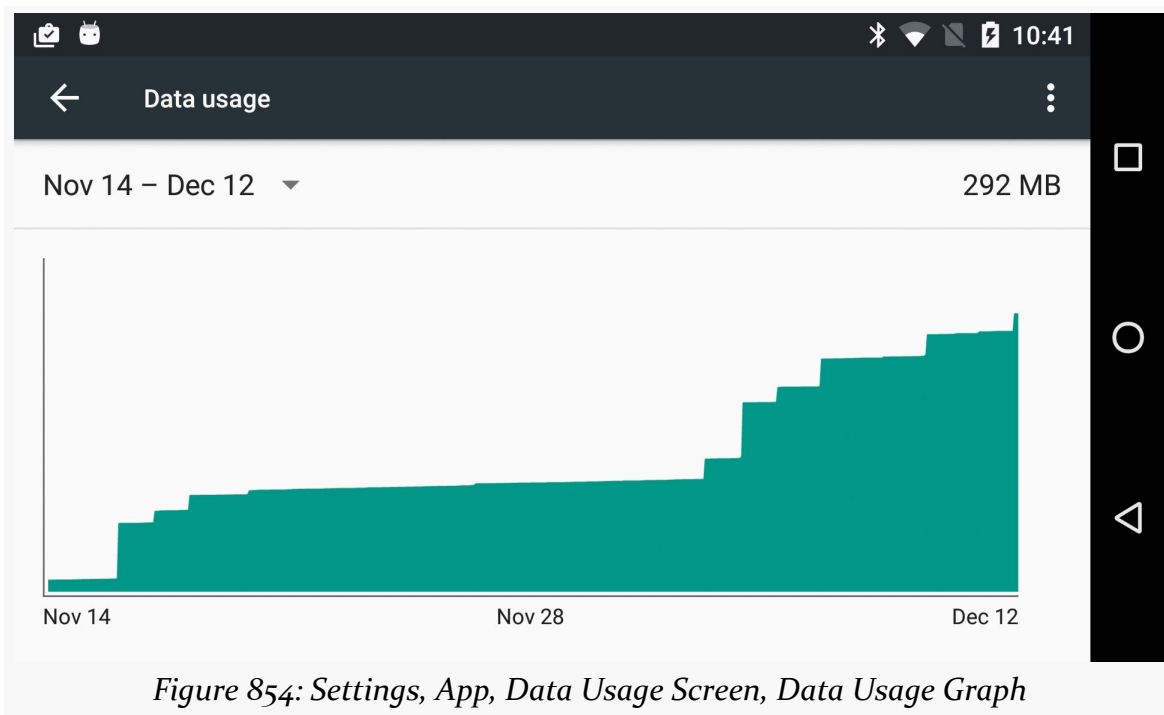 10:41
Data usage
Nov 14 – Dec 12 292 MB
Nov 14 Nov 28 Dec 12
Figure 854: Settings, App, Data Usage Screen, Data Usage Graph